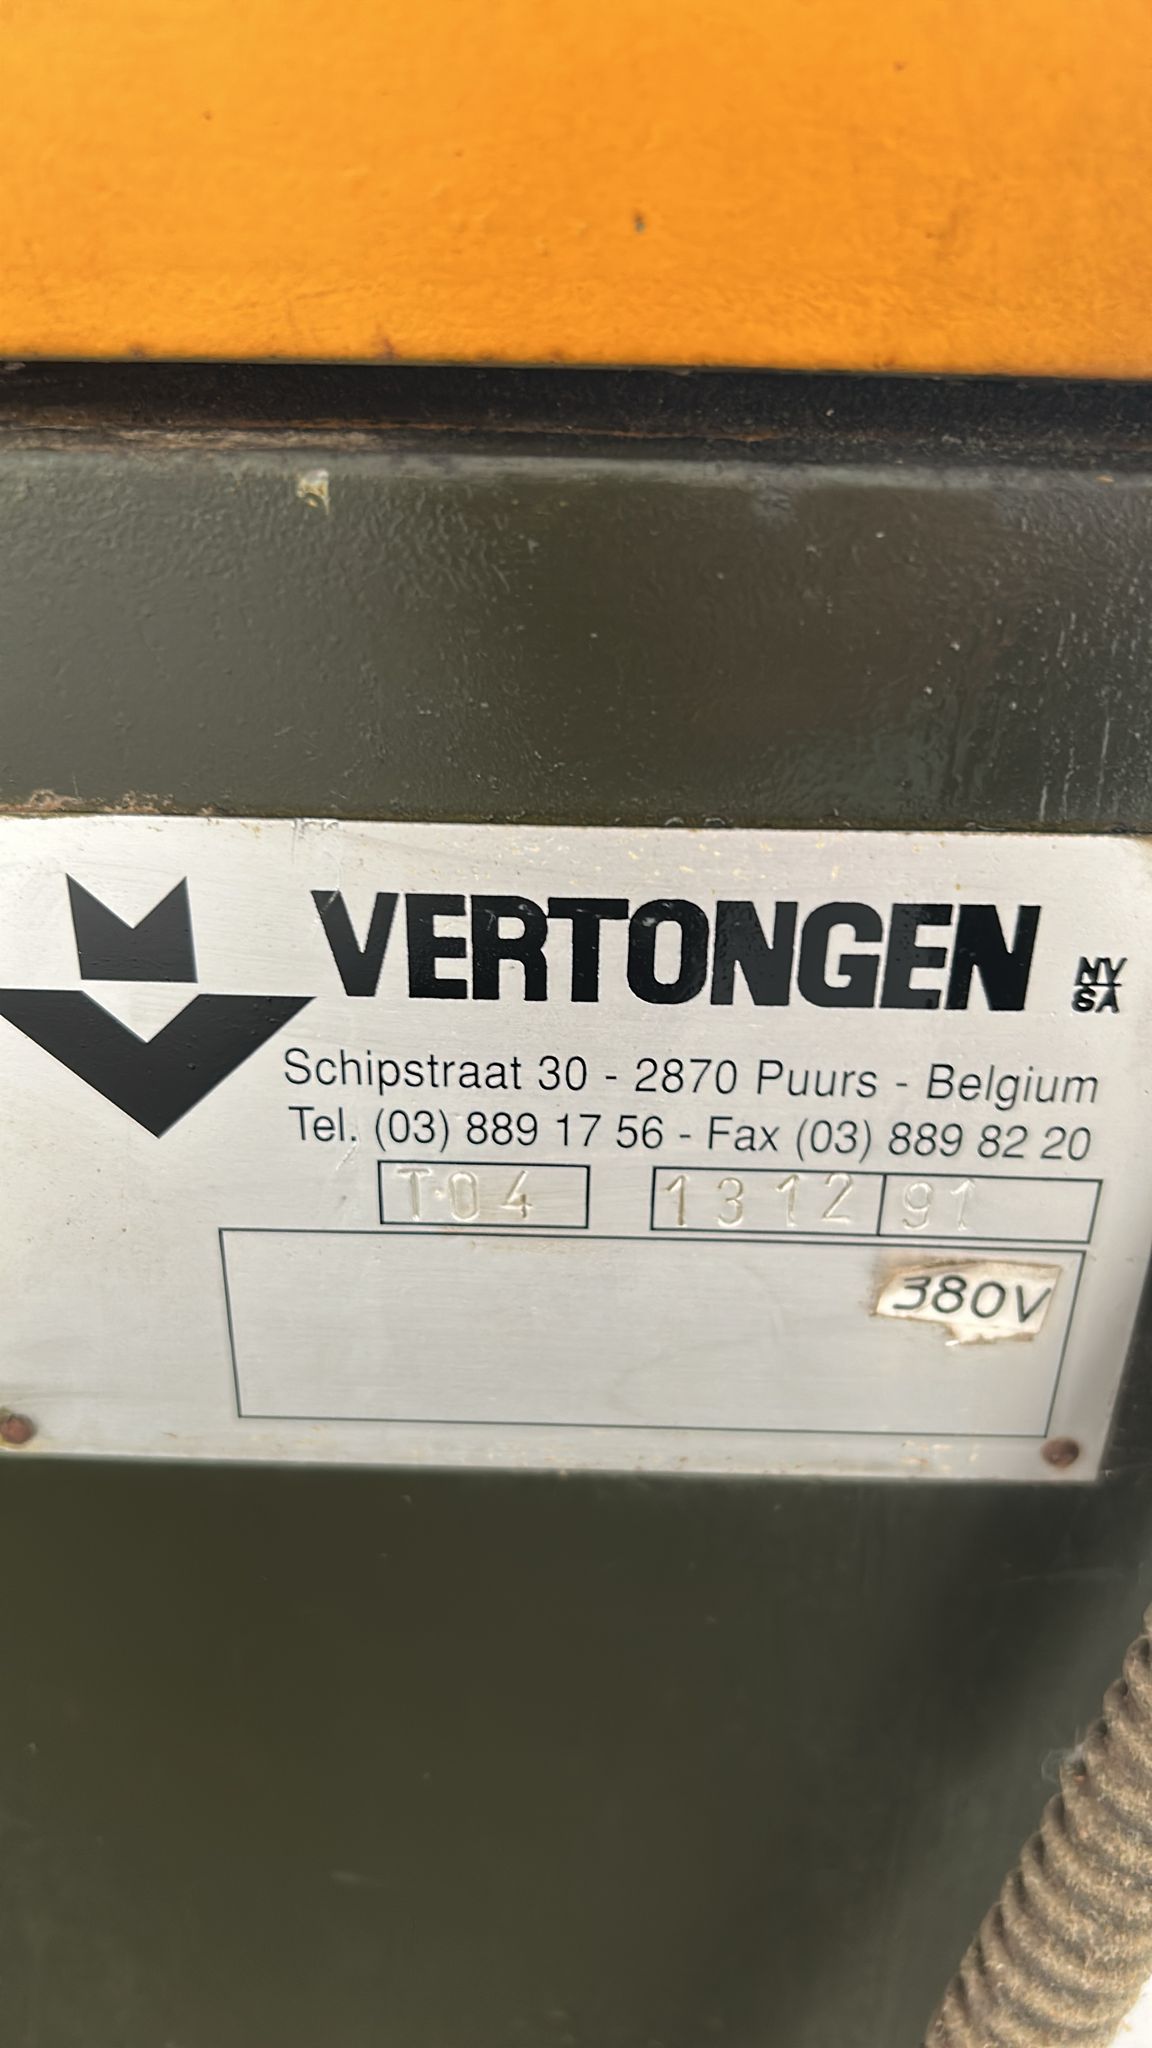 VERTONGEN NV SA
Schipstraat 30 - 2870 Puurs - Belgium
Tel. (03) 889 17 56 - Fax (03) 889 82 20
T·04 1312 91
380V